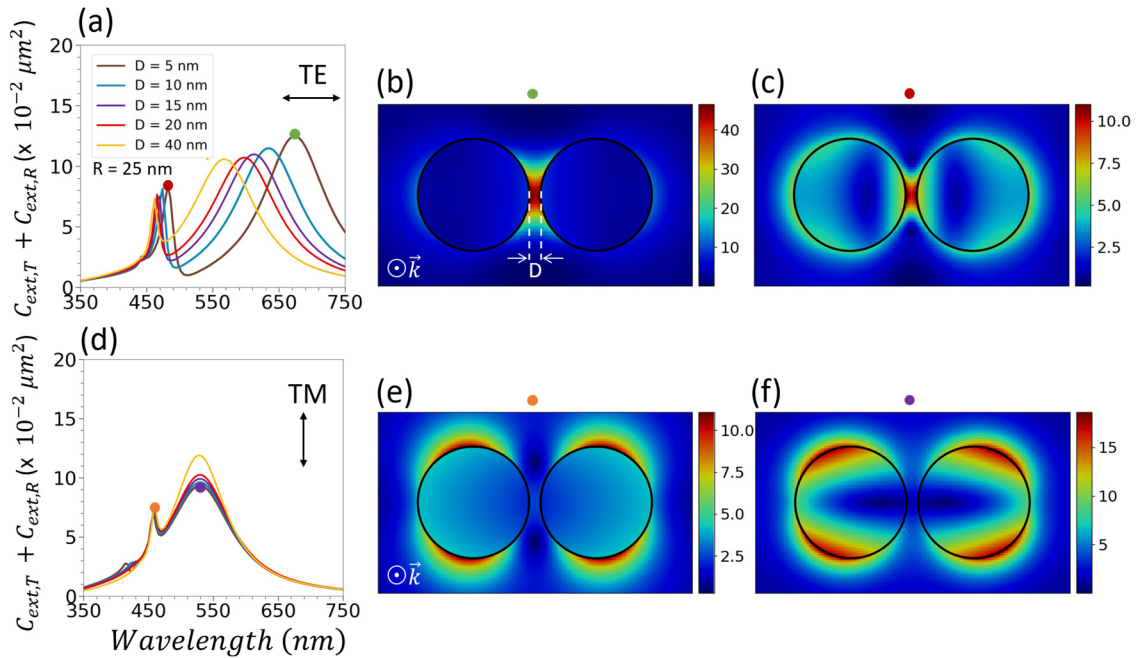 (a)
C_{ext,T} + C_{ext,R} (x 10^{-2} μm^2)
20
15
10
5
0
D = 5 nm
D = 10 nm
D = 15 nm
D = 20 nm
D = 40 nm
R = 25 nm
TE
350 450 550 650 750
(b)
D
⊙k⃗
40
30
20
10
(c)
10.0
7.5
5.0
2.5
(d)
C_{ext,T} + C_{ext,R} (x 10^{-2} μm^2)
20
15
10
5
0
TM
350 450 550 650 750
Wavelength (nm)
(e)
⊙k⃗
10.0
7.5
5.0
2.5
(f)
15
10
5